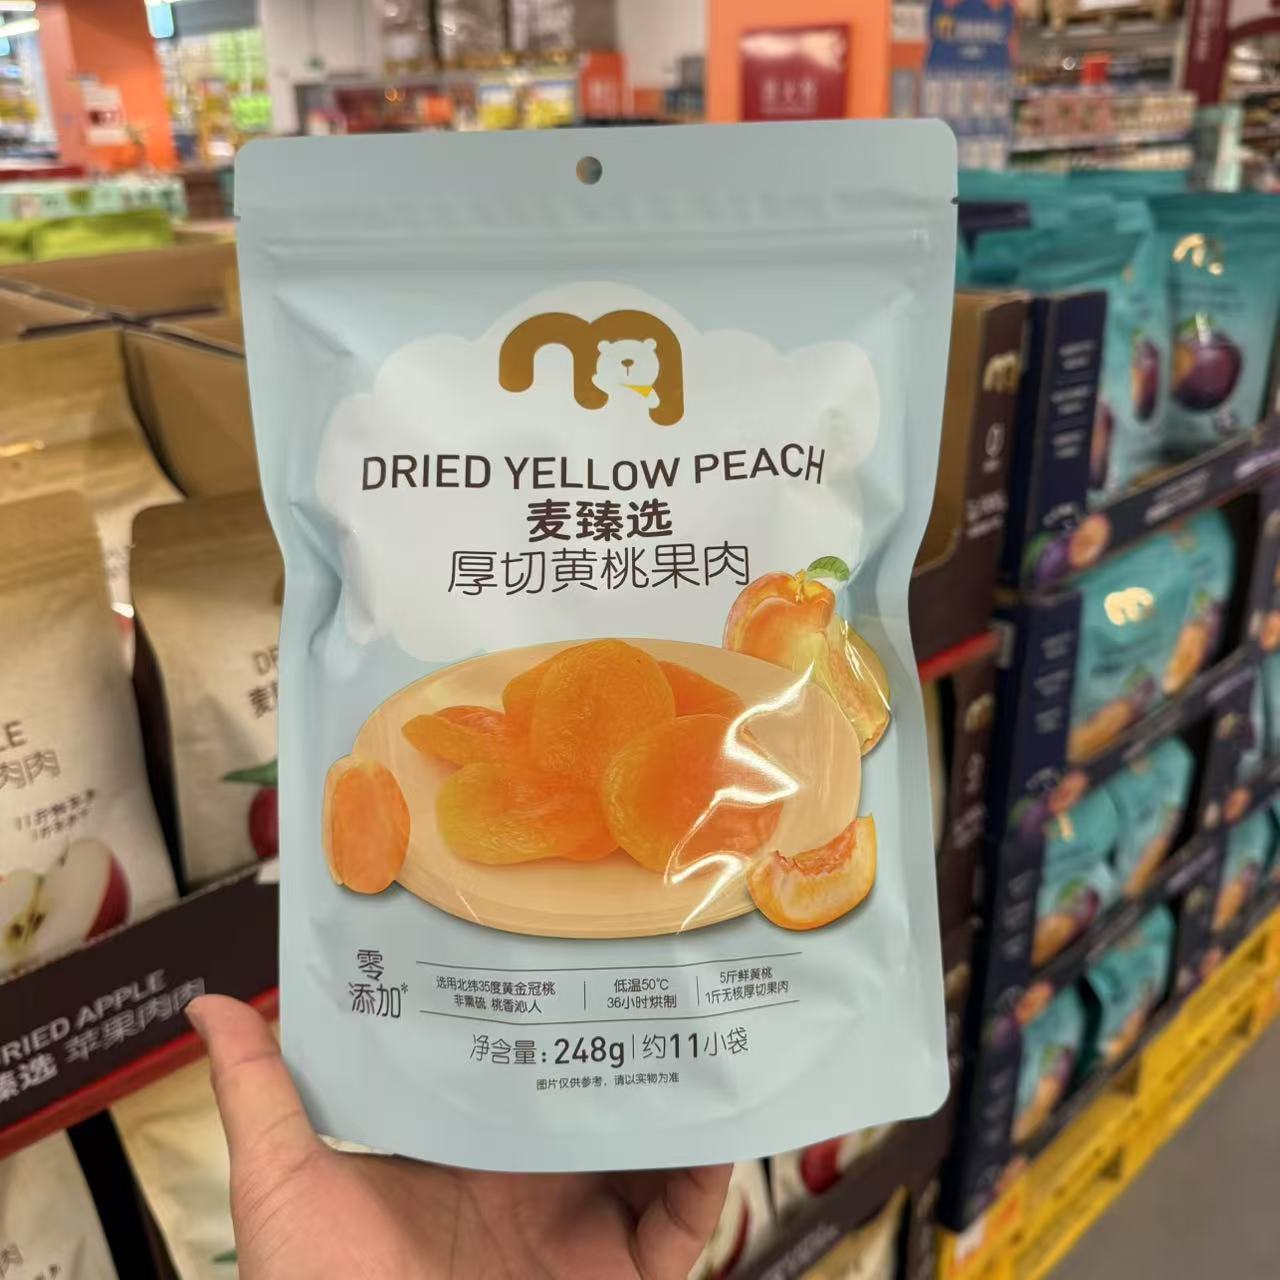 DRIED YELLOW PEACH
麦臻选
厚切黄桃果肉
零
添加*
选用北纬35度黄金冠桃
非熏硫 桃香沁人
低温50℃
36小时烘制
5斤鲜黄桃
1斤无核厚切果肉
净含量:248g|约11小袋
图片仅供参考，请以实物为准
RIED APPLE
臻选 苹果肉肉